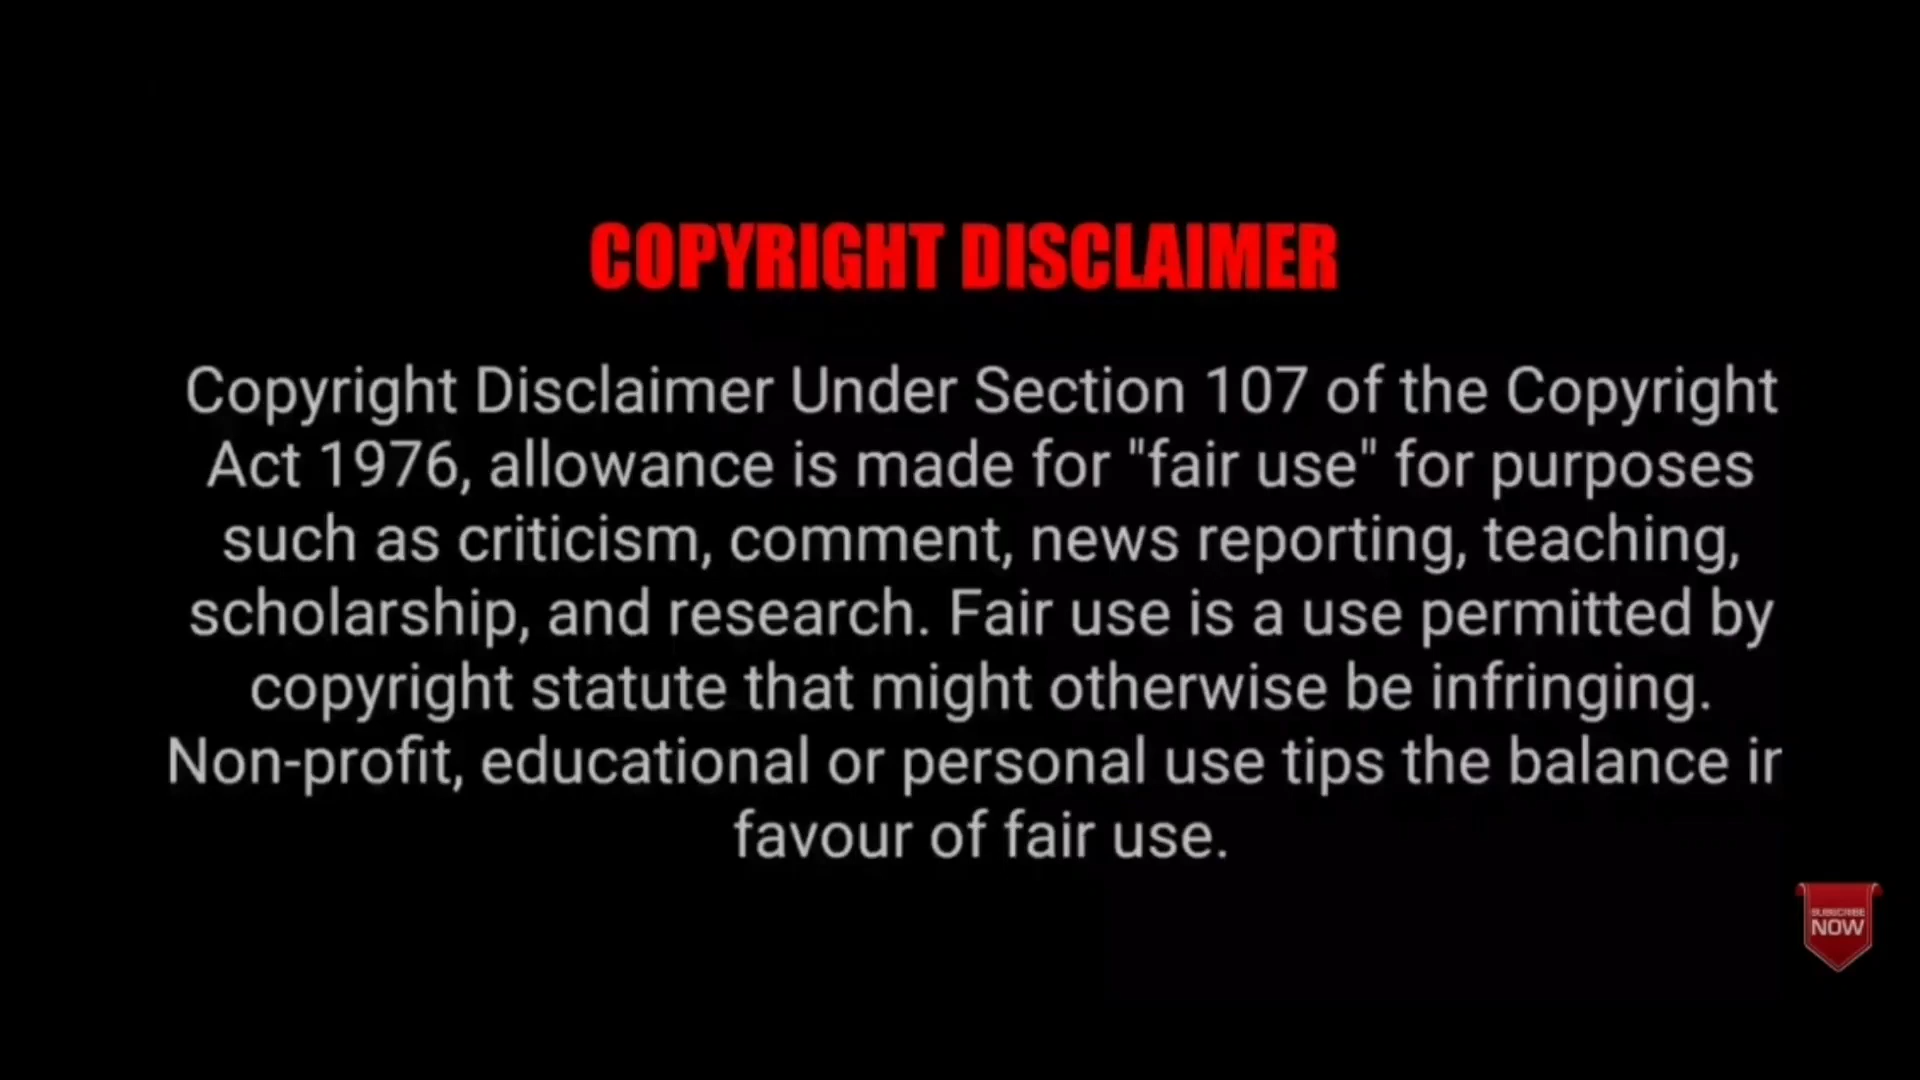 COPYRIGHT DISCLAIMER
Copyright Disclaimer Under Section 107 of the Copyright
Act 1976, allowance is made for "fair use" for purposes
such as criticism, comment, news reporting, teaching,
scholarship, and research. Fair use is a use permitted by
copyright statute that might otherwise be infringing.
Non-profit, educational or personal use tips the balance ir
favour of fair use.
SUBSCRIBE
NOW